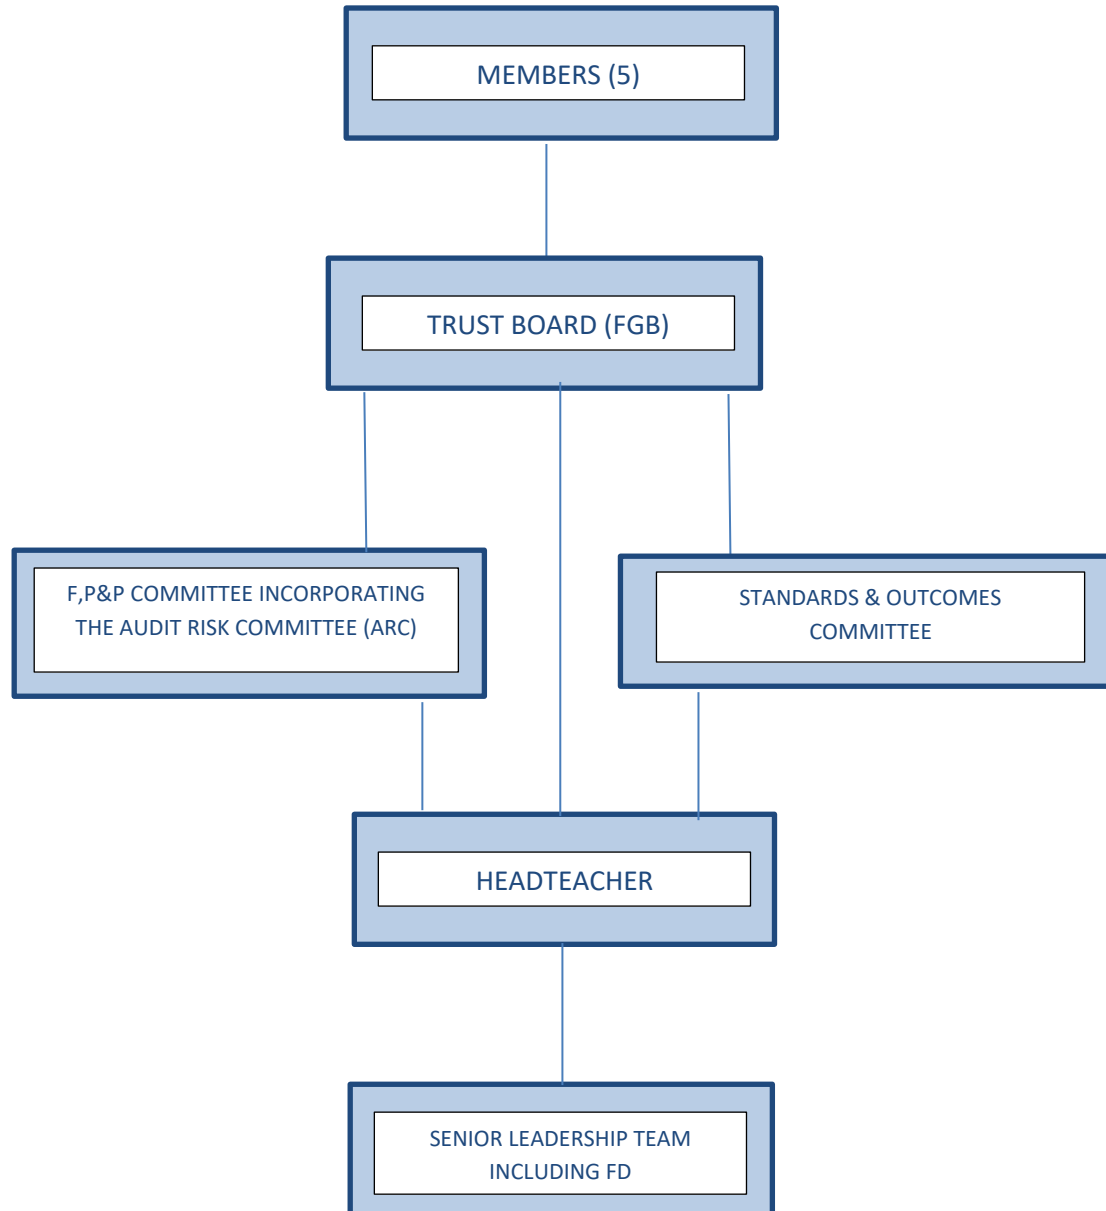 MEMBERS (5)
TRUST BOARD (FGB)
F,P&P COMMITTEE INCORPORATING
THE AUDIT RISK COMMITTEE (ARC)
STANDARDS & OUTCOMES
COMMITTEE
HEADTEACHER
SENIOR LEADERSHIP TEAM
INCLUDING FD